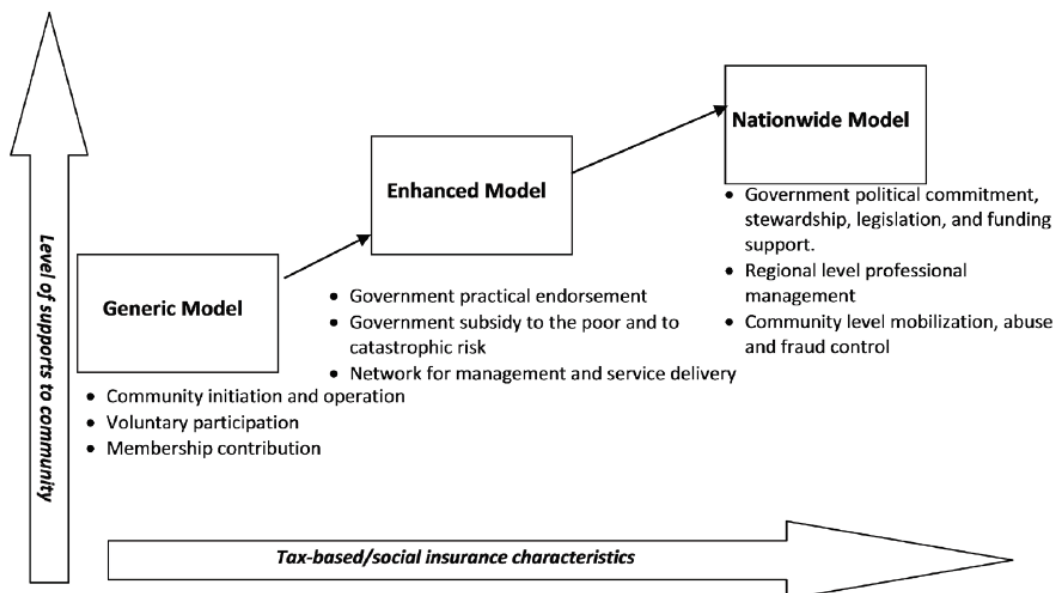 Level of supports to community
Generic Model
• Community initiation and operation
• Voluntary participation
• Membership contribution
Enhanced Model
• Government practical endorsement
• Government subsidy to the poor and to
catastrophic risk
• Network for management and service delivery
Nationwide Model
• Government political commitment,
stewardship, legislation, and funding
support.
• Regional level professional
management
• Community level mobilization, abuse
and fraud control
Tax-based/social insurance characteristics